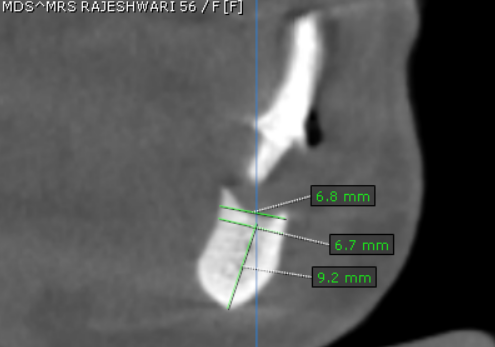 MDS^MRS RAJESHWARI 56 / F [F]
6.8 mm
6.7 mm
9.2 mm